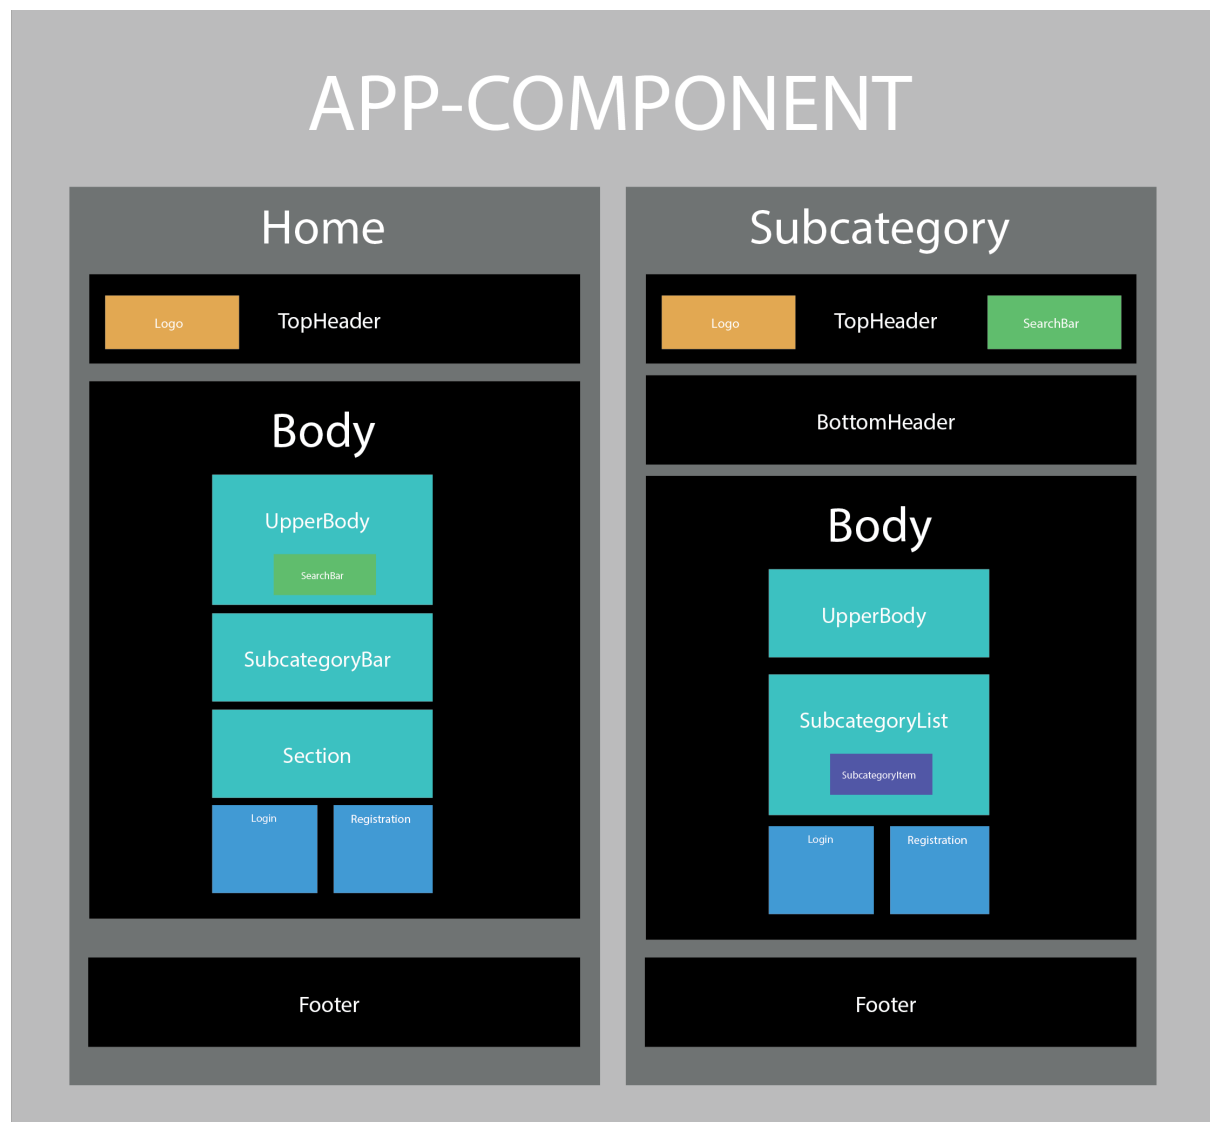 APP-COMPONENT
Home
Logo
TopHeader
Body
UpperBody
SearchBar
SubcategoryBar
Section
Login
Registration
Footer
Subcategory
Logo
TopHeader
SearchBar
BottomHeader
Body
UpperBody
SubcategoryList
SubcategoryItem
Login
Registration
Footer